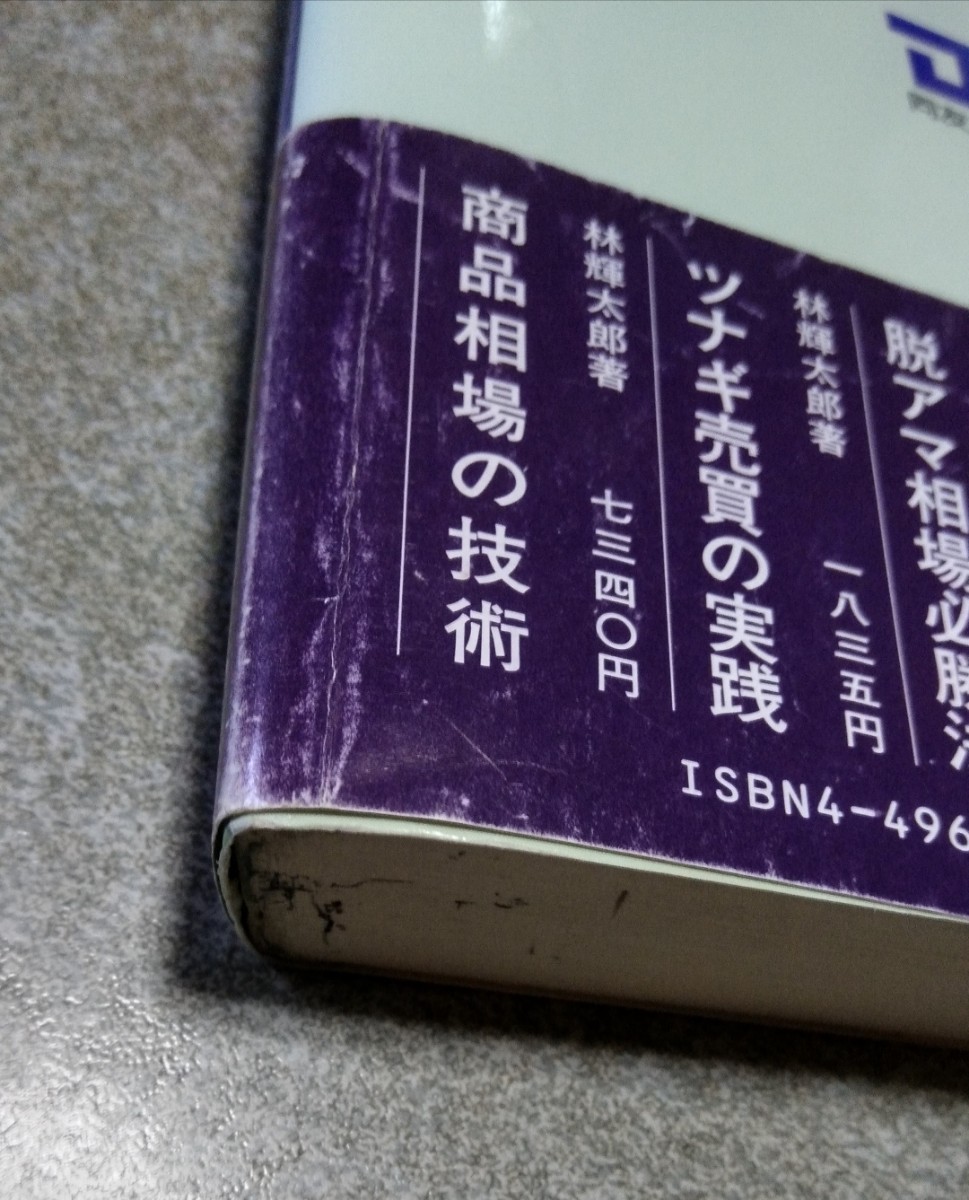 脱アマ相場必勝法
林輝太郎著 一八三五円
ツナギ売買の実践
林輝太郎著 七三四〇円
商品相場の技術
ISBN4-496